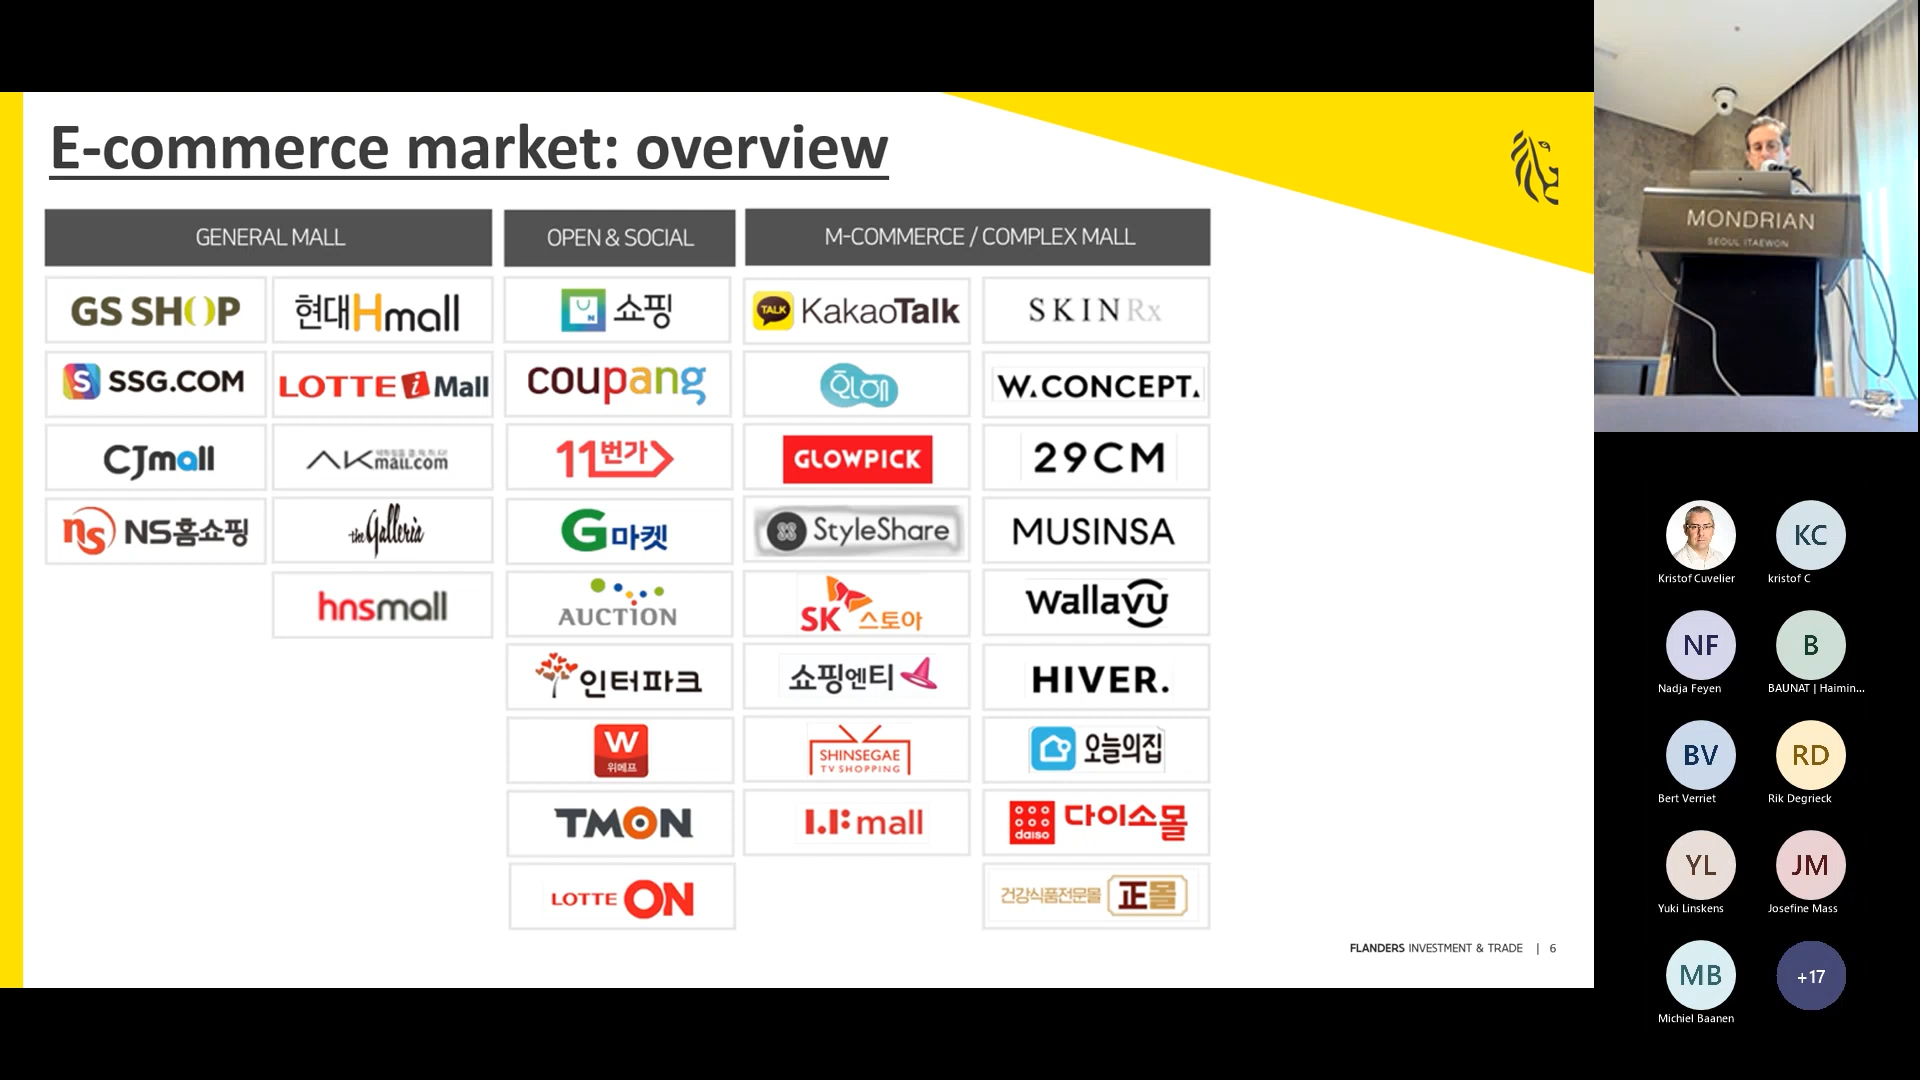 E-commerce market: overview
GENERAL MALL
OPEN & SOCIAL
M-COMMERCE / COMPLEX MALL
GS SHOP
현대Hmall
N 쇼핑
TALK KakaoTalk
SKINRx
S SSG.COM
LOTTE i Mall
coupang
W.CONCEPT.
CJmall
AKmall.com
11번가
GLOWPICK
29CM
ns NS홈쇼핑
the Galleria
G마켓
StyleShare
MUSINSA
hnsmall
AUCTION
SK스토아
wallavu
인터파크
쇼핑엔티
HIVER.
W
위메프
SHINSEGAE
TV SHOPPING
오늘의집
TMON
LF mall
daiso 다이소몰
LOTTE ON
건강식품전문몰 正몰
FLANDERS INVESTMENT & TRADE | 6
MONDRIAN
SEOUL ITAEWON
Kristof Cuvelier
KC
kristof C
NF
Nadja Feyen
B
BAUNAT | Haimin...
BV
Bert Verriet
RD
Rik Degrieck
YL
Yuki Linskens
JM
Josefine Mass
MB
Michiel Baanen
+17